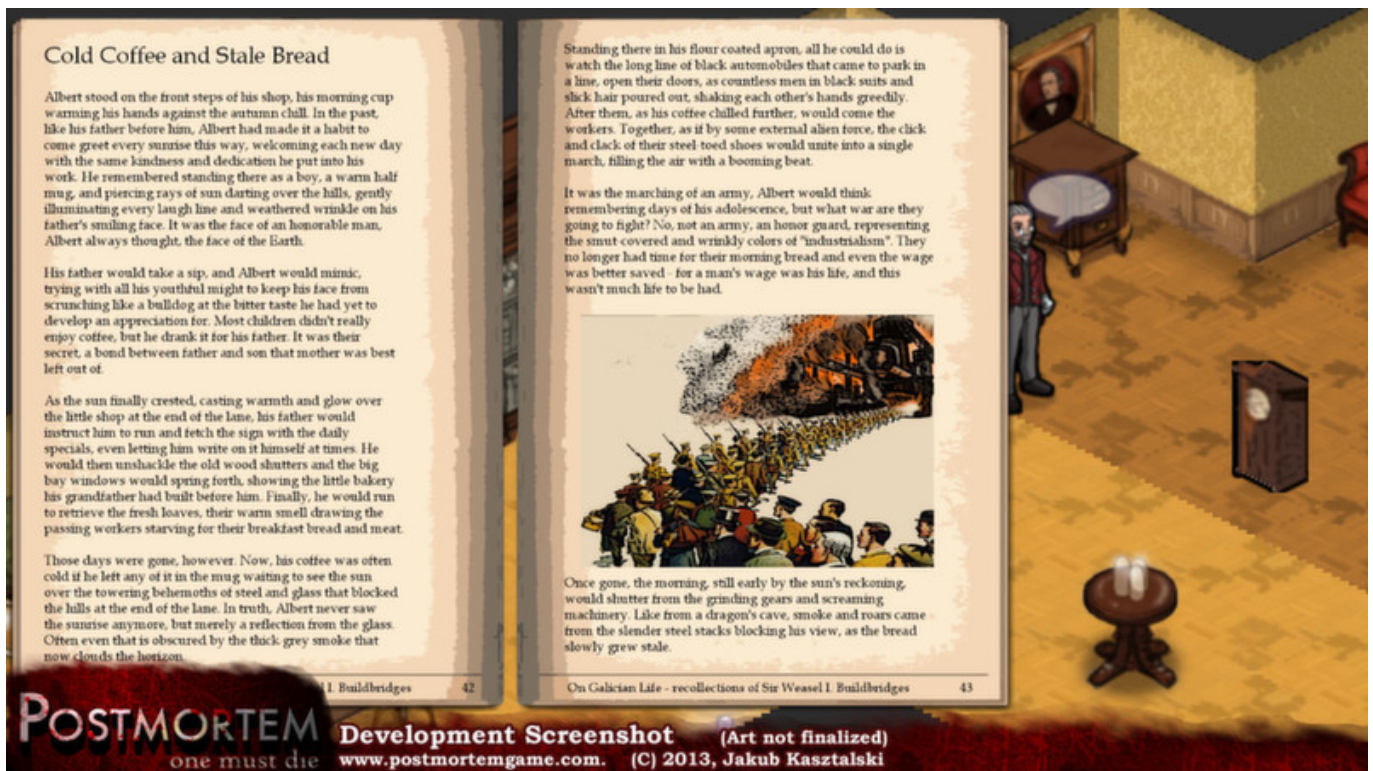 Cold Coffee and Stale Bread
Albert stood on the front steps of his shop, his morning cup
warming his hands against the autumn chill. In the past,
like his father before him, Albert had made it a habit to
come greet every sunrise this way, welcoming each new day
with the same kindness and dedication he put into his
work. He remembered standing there as a boy, a warm half
mug, and piercing rays of sun darting over the hills, gently
illuminating every laugh line and weathered wrinkle on his
father's smiling face. It was the face of an honorable man,
Albert always thought, the face of the Earth.
His father would take a sip, and Albert would mimic,
trying with all his youthful might to keep his face from
scrunching like a bulldog at the bitter taste he had yet to
develop an appreciation for. Most children didn't really
enjoy coffee, but he drank it for his father. It was their
secret, a bond between father and son that mother was best
left out of.
As the sun finally crested, casting warmth and glow over
the little shop at the end of the lane, his father would
instruct him to run and fetch the sign with the daily
specials, even letting him write on it himself at times. He
would then unshackle the old wood shutters and the big
bay windows would spring forth, showing the little bakery
his grandfather had built before him. Finally, he would run
to retrieve the fresh loaves, their warm smell drawing the
passing workers starving for their breakfast bread and meat.
Those days were gone, however. Now, his coffee was often
cold if he left any of it in the mug waiting to see the sun
over the towering behemoths of steel and glass that blocked
the hills at the end of the lane. In truth, Albert never saw
the sunrise anymore, but merely a reflection from the glass.
Often even that is obscured by the thick grey smoke that
now clouds the horizon.
l I. Buildbridges 42
Standing there in his flour coated apron, all he could do is
watch the long line of black automobiles that came to park in
a line, open their doors, as countless men in black suits and
slick hair poured out, shaking each other's hands greedily.
After them, as his coffee chilled further, would come the
workers. Together, as if by some external alien force, the click
and clack of their steel-toed shoes would unite into a single
march, filling the air with a booming beat.
It was the marching of an army, Albert would think
remembering days of his adolescence, but what war are they
going to fight? No, not an army, an honor guard, representing
the smut-covered and wrinkly colors of "industrialism". They
no longer had time for their morning bread and even the wage
was better saved - for a man's wage was his life, and this
wasn't much life to be had.
Once gone, the morning, still early by the sun's reckoning,
would shutter from the grinding gears and screaming
machinery. Like from a dragon's cave, smoke and roars came
from the slender steel stacks blocking his view, as the bread
slowly grew stale.
On Galician Life - recollections of Sir Weasel I. Buildbridges 43
POSTMORTEM
one must die
Development Screenshot (Art not finalized)
www.postmortemgame.com. (C) 2013, Jakub Kasztalski